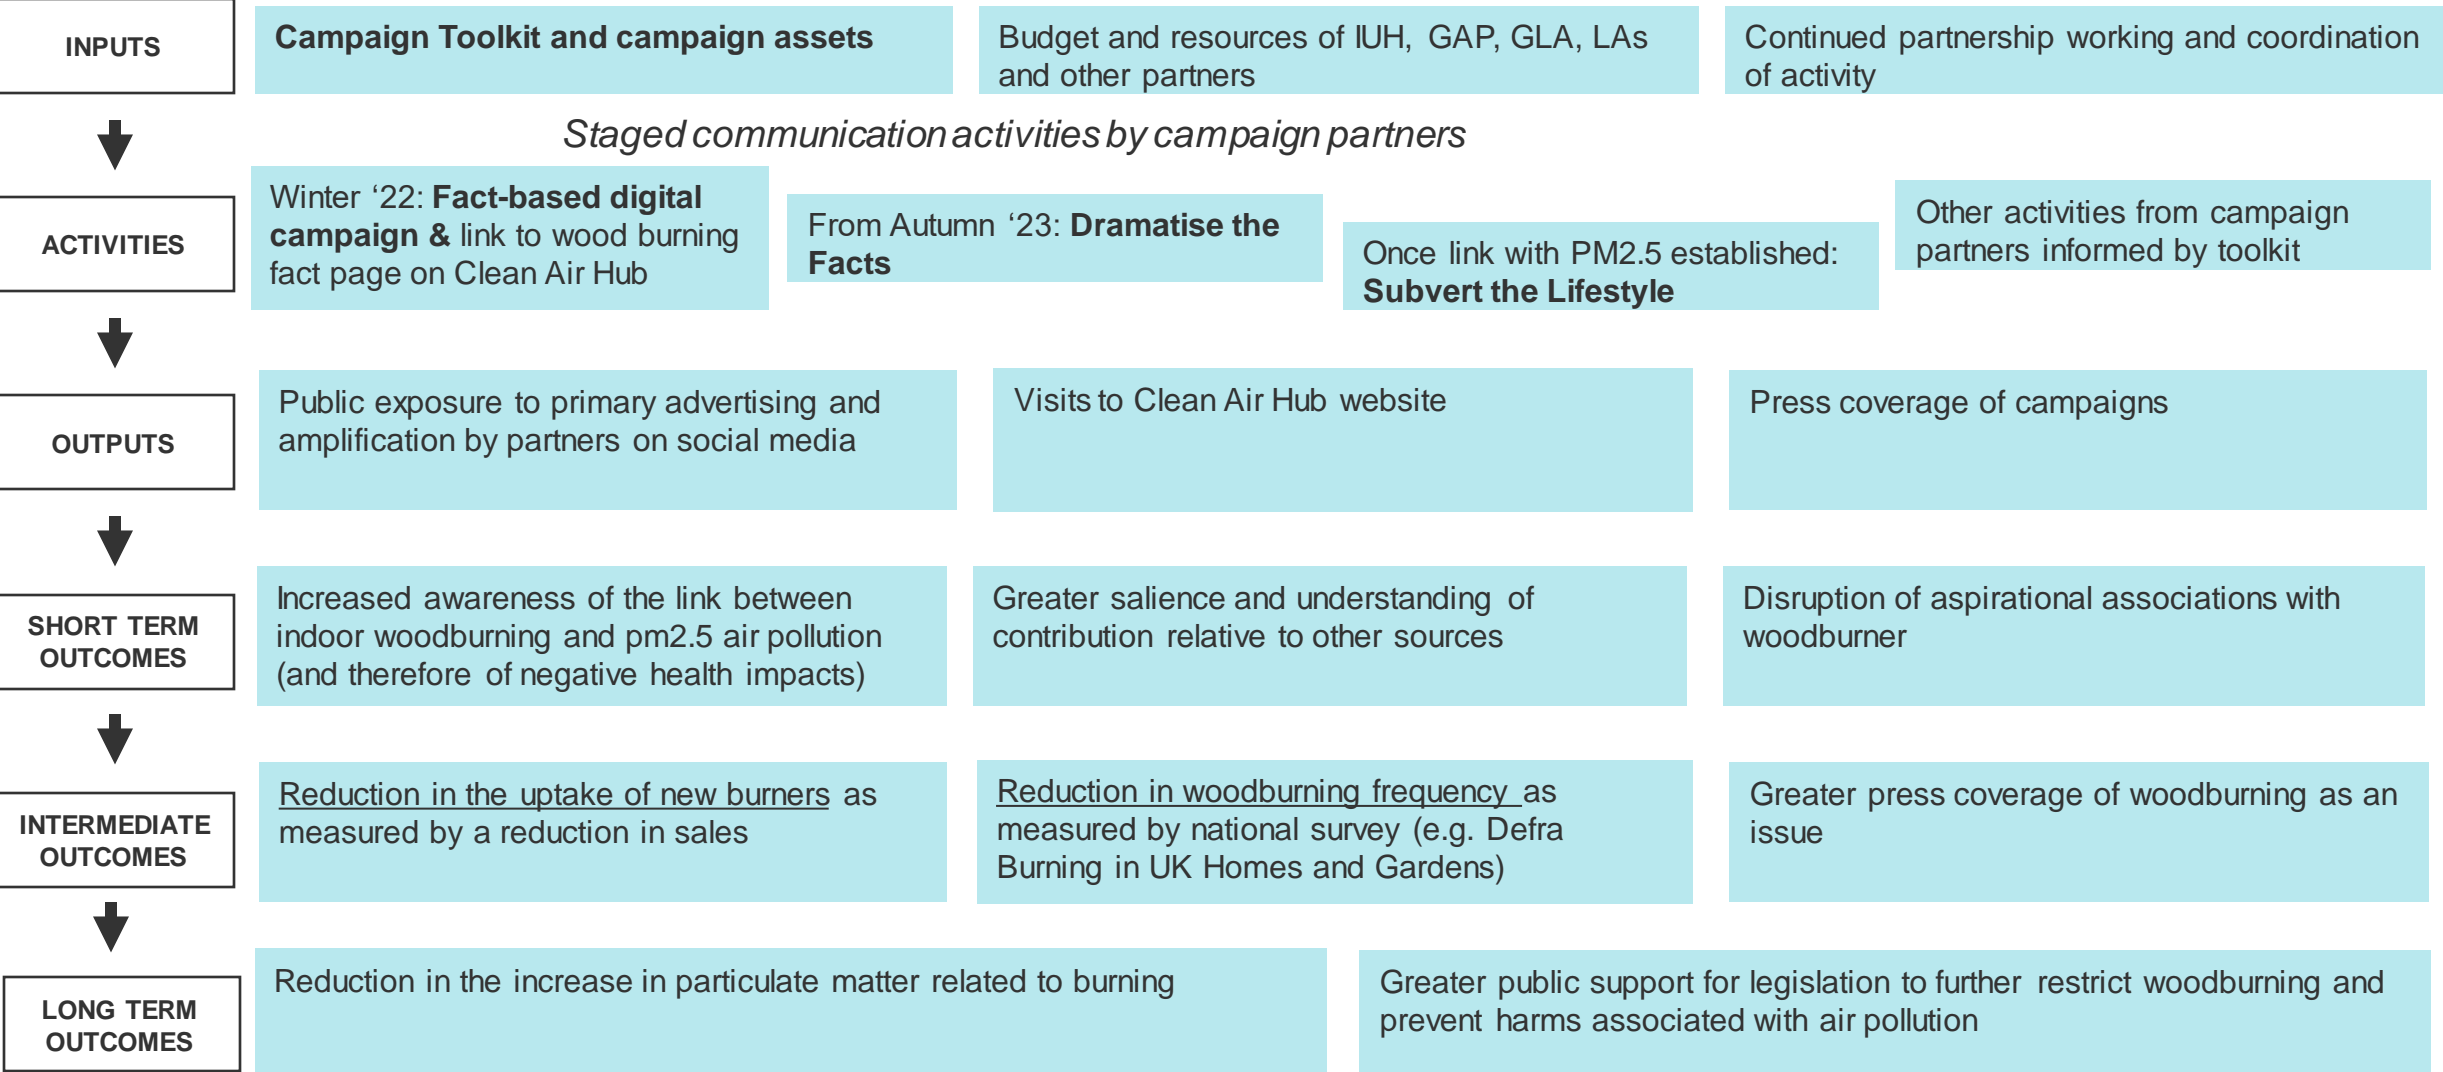 INPUTS
Campaign Toolkit and campaign assets
Budget and resources of IUH, GAP, GLA, LAs
and other partners
Continued partnership working and coordination
of activity
Staged communication activities by campaign partners
ACTIVITIES
Winter ‘22: Fact-based digital
campaign & link to wood burning
fact page on Clean Air Hub
From Autumn ‘23: Dramatise the
Facts
Once link with PM2.5 established:
Subvert the Lifestyle
Other activities from campaign
partners informed by toolkit
OUTPUTS
Public exposure to primary advertising and
amplification by partners on social media
Visits to Clean Air Hub website
Press coverage of campaigns
SHORT TERM
OUTCOMES
Increased awareness of the link between
indoor woodburning and pm2.5 air pollution
(and therefore of negative health impacts)
Greater salience and understanding of
contribution relative to other sources
Disruption of aspirational associations with
woodburner
INTERMEDIATE
OUTCOMES
Reduction in the uptake of new burners as
measured by a reduction in sales
Reduction in woodburning frequency as
measured by national survey (e.g. Defra
Burning in UK Homes and Gardens)
Greater press coverage of woodburning as an
issue
LONG TERM
OUTCOMES
Reduction in the increase in particulate matter related to burning
Greater public support for legislation to further restrict woodburning and
prevent harms associated with air pollution